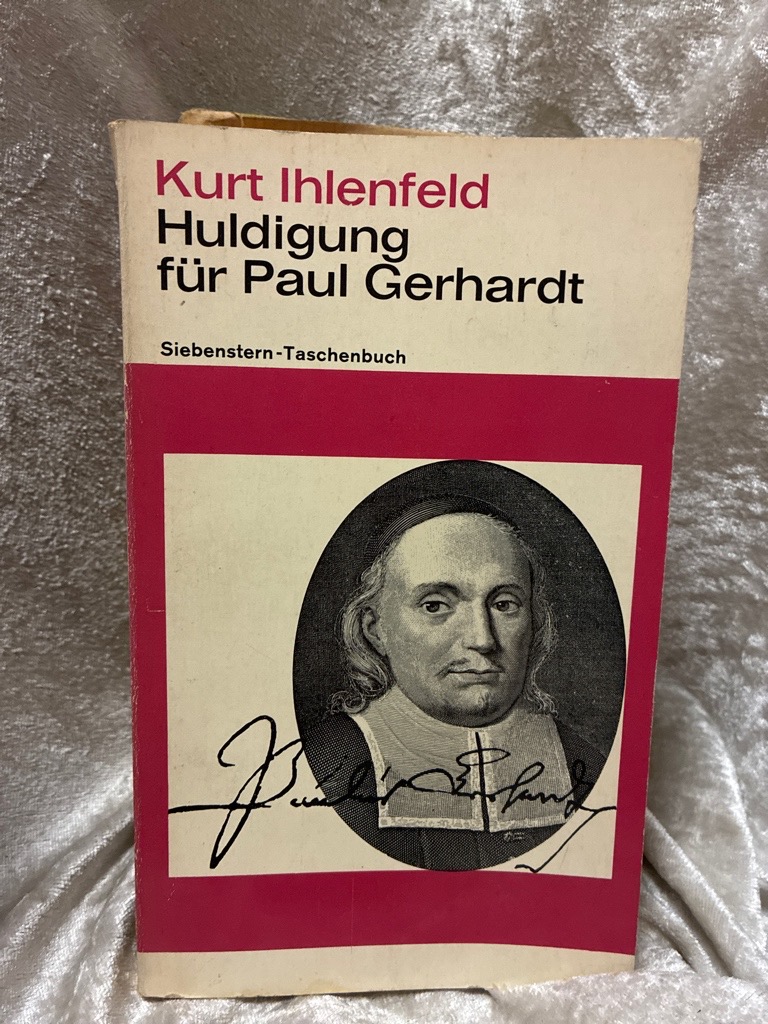 Kurt Ihlenfeld
Huldigung
für Paul Gerhardt
Siebenstern-Taschenbuch